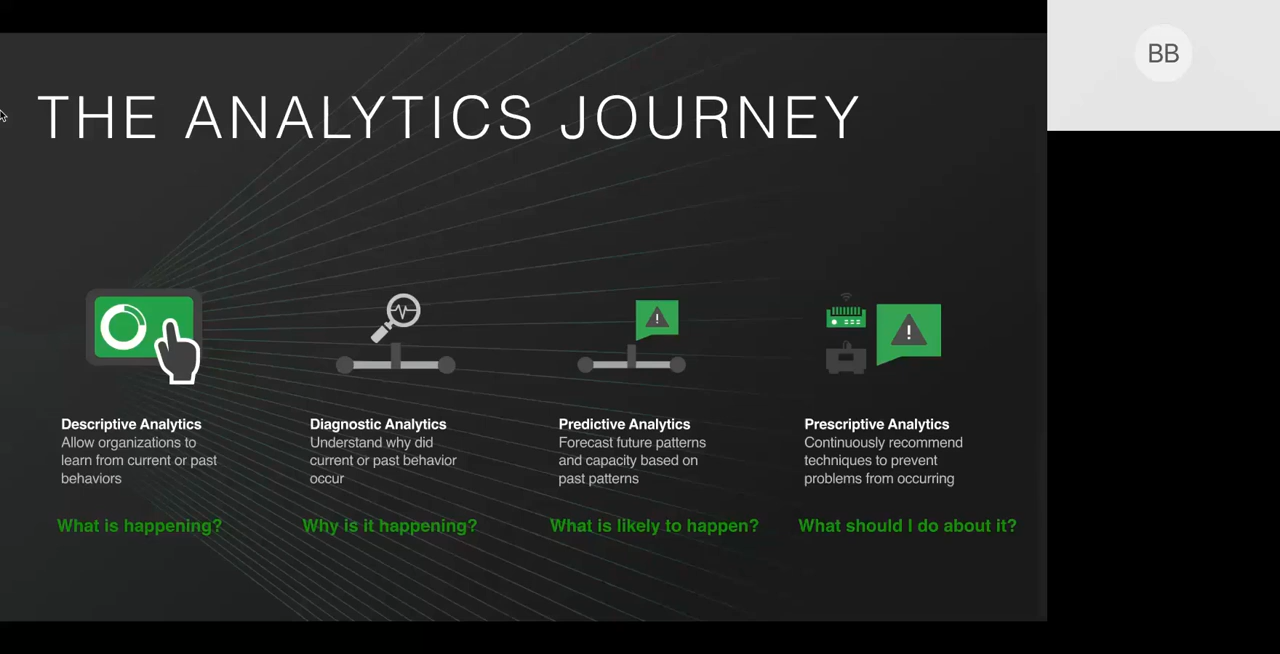 THE ANALYTICS JOURNEY
BB
Descriptive Analytics
Allow organizations to
learn from current or past
behaviors
What is happening?
Diagnostic Analytics
Understand why did
current or past behavior
occur
Why is it happening?
Predictive Analytics
Forecast future patterns
and capacity based on
past patterns
What is likely to happen?
Prescriptive Analytics
Continuously recommend
techniques to prevent
problems from occurring
What should I do about it?